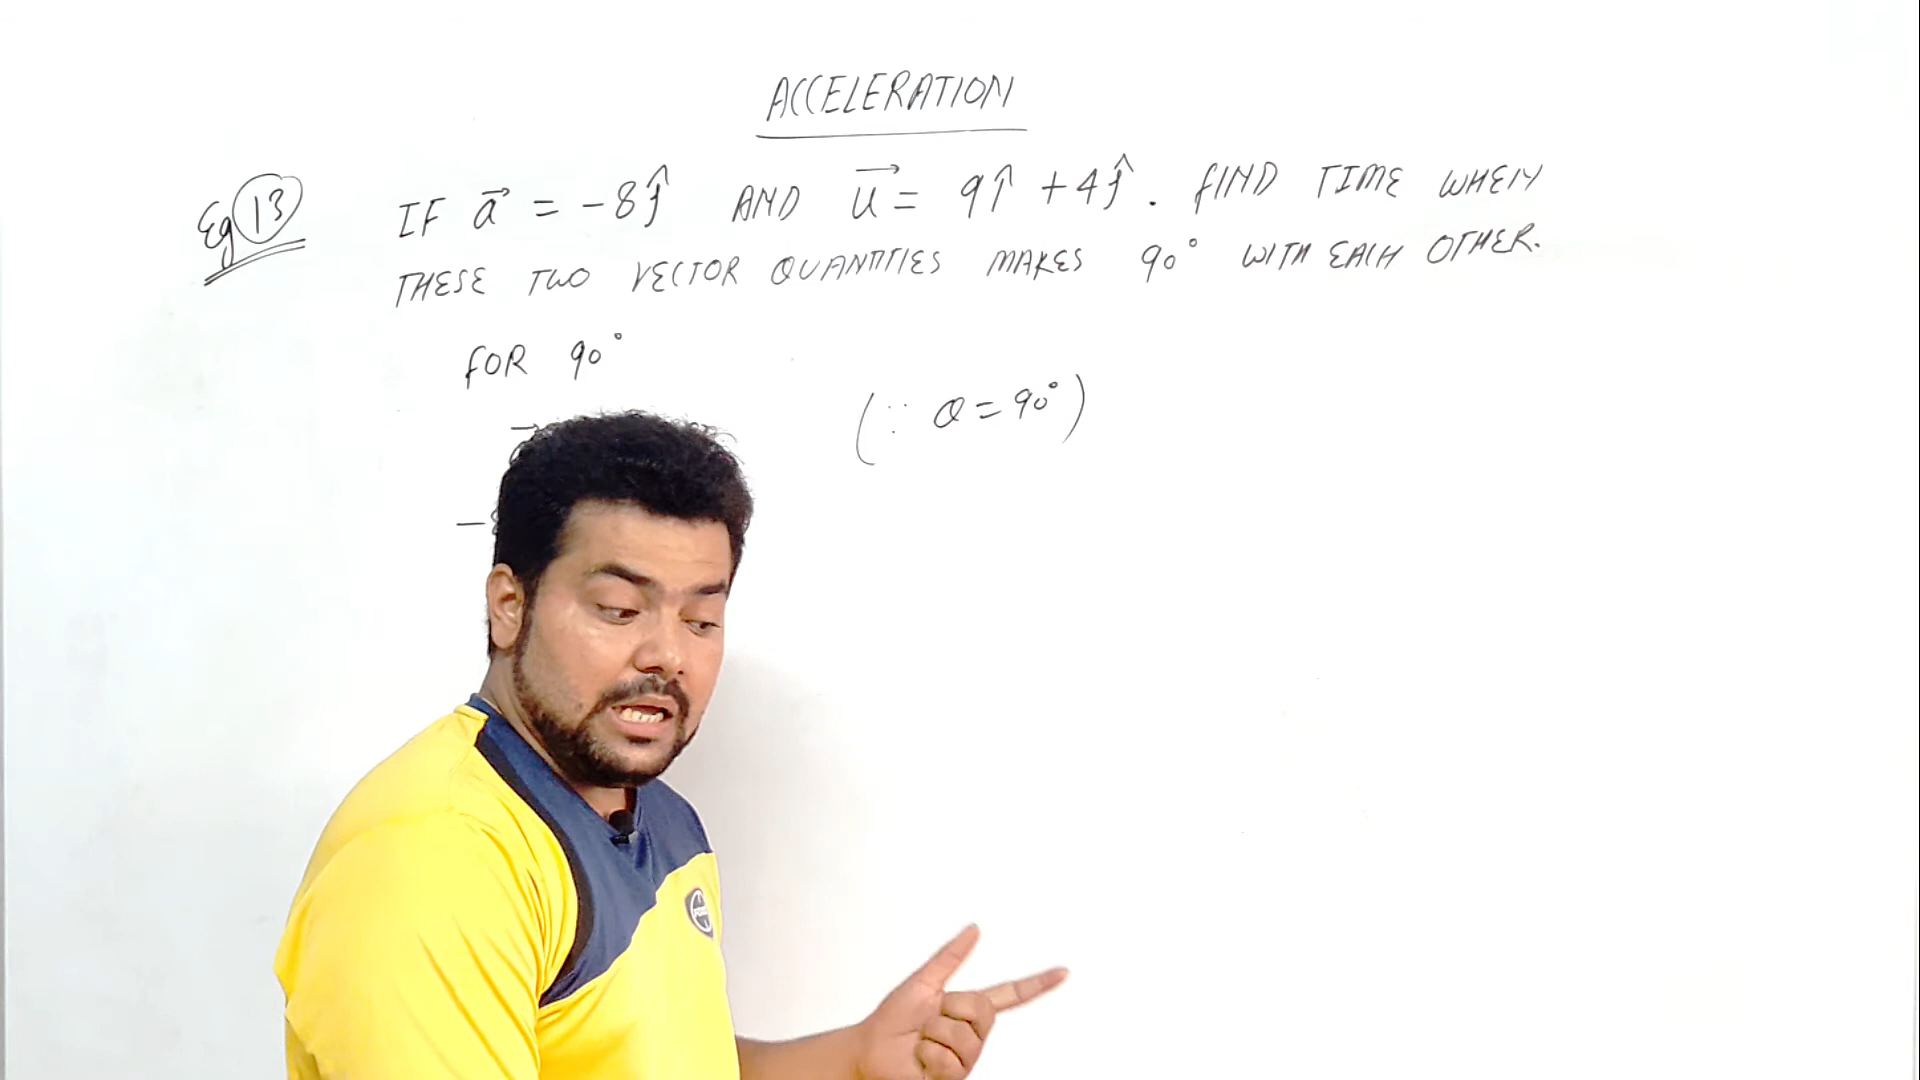 ACCELERATION
Eg 13 IF a⃗ = -8ĵ AND u⃗ = 9î + 4ĵ. FIND TIME WHEN
THESE TWO VECTOR QUANTITIES MAKES 90° WITH EACH OTHER.
FOR 90°
(∵ θ = 90°)